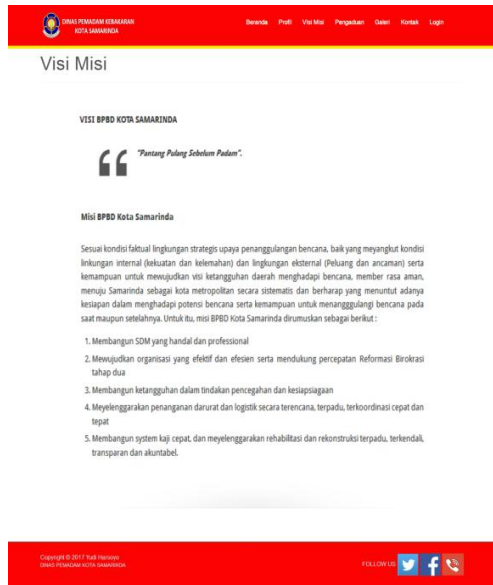 DINAS PEMADAM KEBAKARAN
KOTA SAMARINDA
Beranda Profil Visi Misi Pengaduan Galeri Kontak Login
Visi Misi
VISI BPBD KOTA SAMARINDA
"Pantang Pulang Sebelum Padam".
Misi BPBD Kota Samarinda
Sesuai kondisi faktual lingkungan strategis upaya penanggulangan bencana, baik yang meyangkut kondisi
linkungan internal (kekuatan dan kelemahan) dan lingkungan eksternal (Peluang dan ancaman) serta
kemampuan untuk mewujudkan visi ketangguhan daerah menghadapi bencana, member rasa aman,
menuju Samarinda sebagai kota metropolitan secara sistematis dan berharap yang menuntut adanya
kesiapan dalam menghadapi potensi bencana serta kemampuan untuk menangggulangi bencana pada
saat maupun setelahnya. Untuk itu, misi BPBD Kota Samarinda dirumuskan sebagai berikut :
1. Membangun SDM yang handal dan professional
2. Mewujudkan organisasi yang efektif dan efesien serta mendukung percepatan Reformasi Birokrasi
tahap dua
3. Membangun ketangguhan dalam tindakan pencegahan dan kesiapsiagaan
4. Meyelenggarakan penanganan darurat dan logistik secara terencana, terpadu, terkoordinasi cepat dan
tepat
5. Membangun system kaji cepat, dan meyelenggarakan rehabilitasi dan rekonstruksi terpadu, terkendali,
transparan dan akuntabel.
Copyright © 2017 Yudi Harsoyo
DINAS PEMADAM KOTA SAMARINDA
FOLLOW US